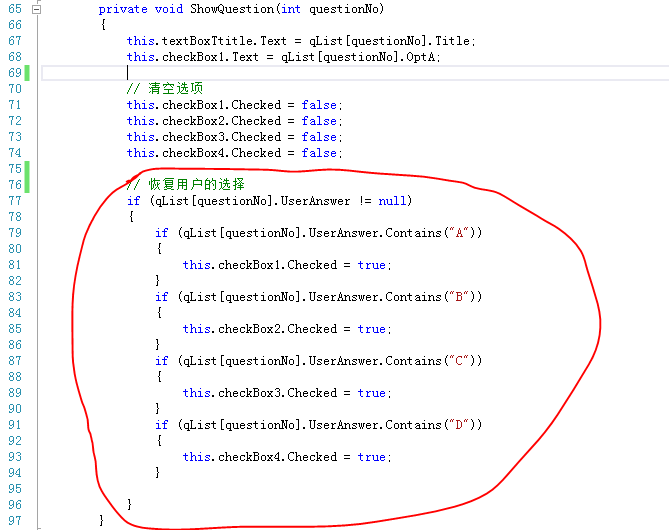 65 private void ShowQuestion(int questionNo)
66 {
67 this.textBoxTtitle.Text = qList[questionNo].Title;
68 this.checkBox1.Text = qList[questionNo].OptA;
69
70 // 清空选项
71 this.checkBox1.Checked = false;
72 this.checkBox2.Checked = false;
73 this.checkBox3.Checked = false;
74 this.checkBox4.Checked = false;
75
76 // 恢复用户的选择
77 if (qList[questionNo].UserAnswer != null)
78 {
79 if (qList[questionNo].UserAnswer.Contains("A"))
80 {
81 this.checkBox1.Checked = true;
82 }
83 if (qList[questionNo].UserAnswer.Contains("B"))
84 {
85 this.checkBox2.Checked = true;
86 }
87 if (qList[questionNo].UserAnswer.Contains("C"))
88 {
89 this.checkBox3.Checked = true;
90 }
91 if (qList[questionNo].UserAnswer.Contains("D"))
92 {
93 this.checkBox4.Checked = true;
94 }
95
96 }
97 }